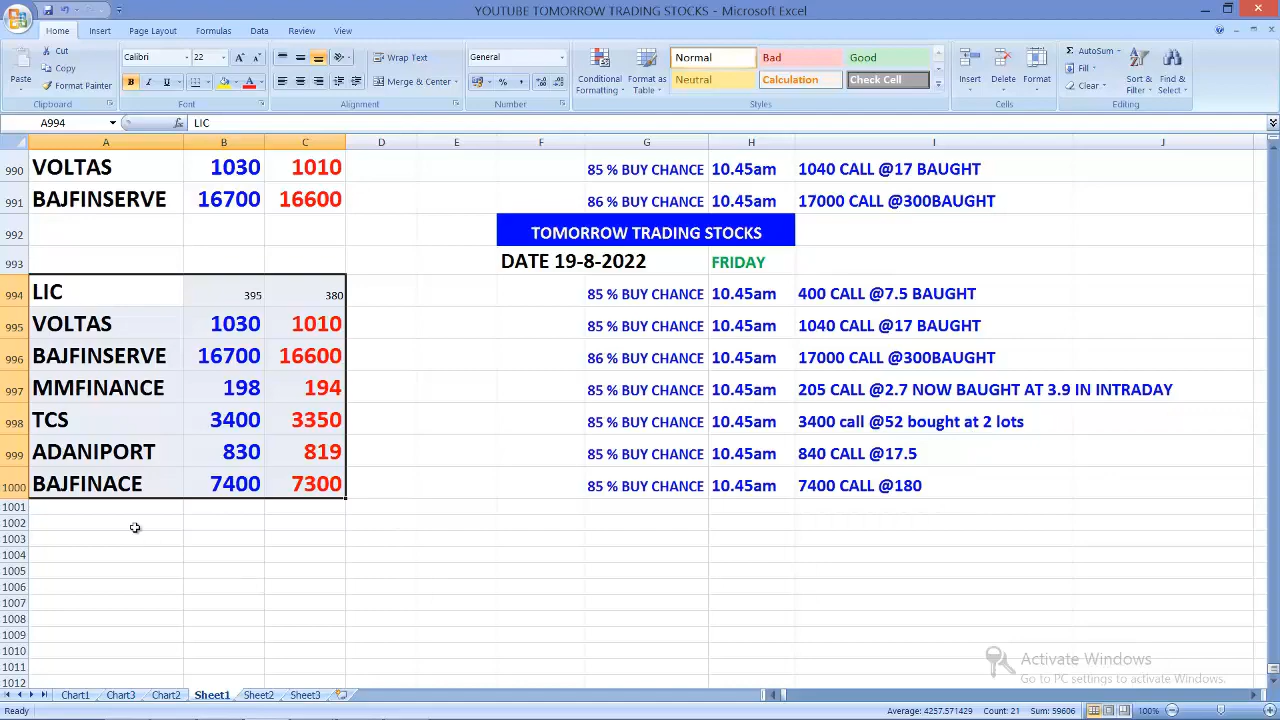 YOUTUBE TOMORROW TRADING STOCKS - Microsoft Excel
Home Insert Page Layout Formulas Data Review View
Cut
Copy
Format
Paste
Clipboard
Calibri 22
B I U
Font
Wrap Text
Merge & Center
Alignment
General
Number
Conditional Formatting
Format as Table
Normal Bad Good
Neutral Calculation Check Cell
Styles
Insert Delete Format
Cells
AutoSum
Fill
Clear
Sort & Filter
Find & Select
Editing
A994 fx LIC
A B C D E F G H I J
990 VOLTAS 1030 1010 85 % BUY CHANCE 10.45am 1040 CALL @17 BAUGHT
991 BAJFINSERVE 16700 16600 86 % BUY CHANCE 10.45am 17000 CALL @300BAUGHT
992 TOMORROW TRADING STOCKS
993 DATE 19-8-2022 FRIDAY
994 LIC 395 380 85 % BUY CHANCE 10.45am 400 CALL @7.5 BAUGHT
995 VOLTAS 1030 1010 85 % BUY CHANCE 10.45am 1040 CALL @17 BAUGHT
996 BAJFINSERVE 16700 16600 86 % BUY CHANCE 10.45am 17000 CALL @300BAUGHT
997 MMFINANCE 198 194 85 % BUY CHANCE 10.45am 205 CALL @2.7 NOW BAUGHT AT 3.9 IN INTRADAY
998 TCS 3400 3350 85 % BUY CHANCE 10.45am 3400 call @52 bought at 2 lots
999 ADANIPORT 830 819 85 % BUY CHANCE 10.45am 840 CALL @17.5
1000 BAJFINACE 7400 7300 85 % BUY CHANCE 10.45am 7400 CALL @180
1001
1002
1003
1004
1005
1006
1007
1008
1009
1010
1011
1012
Activate Windows
Go to PC settings to activate Windows.
Chart1 Chart3 Chart2 Sheet1 Sheet2 Sheet3
Ready Average: 4257.571429 Count: 21 Sum: 59606 100%